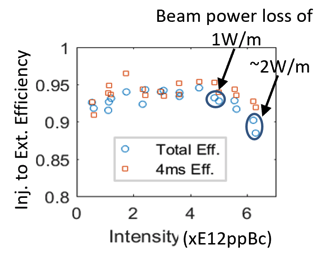 Beam power loss of
1W/m
~2W/m
Inj. to Ext. Efficiency
1
0.95
0.9
0.85
0.8
Total Eff.
4ms Eff.
0 2 4 6
Intensity (xE12ppBc)